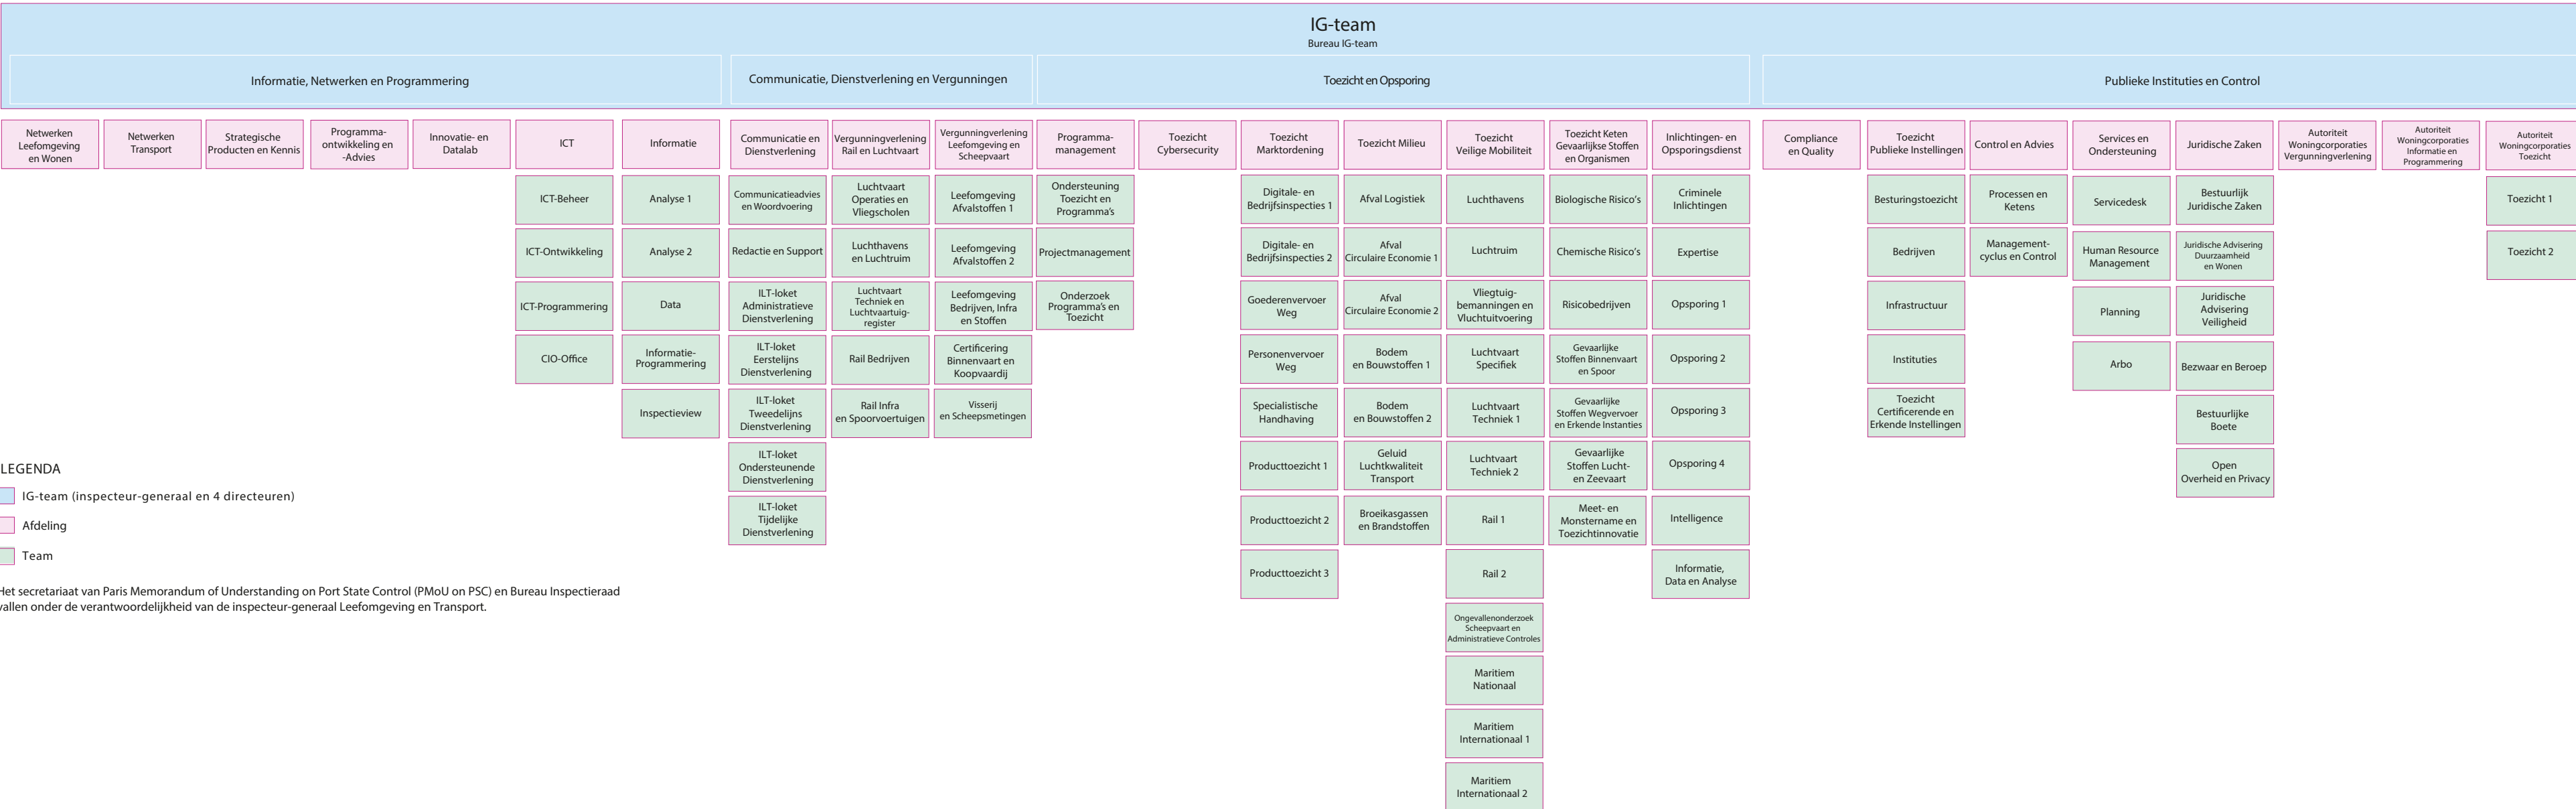 IG-team
Bureau IG-team
Informatie, Netwerken en Programmering
Communicatie, Dienstverlening en Vergunningen
Toezicht en Opsporing
Publieke Instituties en Control
Netwerken
Leefomgeving
en Wonen
Netwerken
Transport
Strategische
Producten en Kennis
Programma-
ontwikkeling en
-Advies
Innovatie- en
Datalab
ICT
ICT-Beheer
ICT-Ontwikkeling
ICT-Programmering
CIO-Office
Informatie
Analyse 1
Analyse 2
Data
Informatie-
Programmering
Inspectieview
Communicatie en
Dienstverlening
Communicatieadvies
en Woordvoering
Redactie en Support
ILT-loket
Administratieve
Dienstverlening
ILT-loket
Eerstelijns
Dienstverlening
ILT-loket
Tweedelijns
Dienstverlening
ILT-loket
Ondersteunende
Dienstverlening
ILT-loket
Tijdelijke
Dienstverlening
Vergunningverlening
Rail en Luchtvaart
Luchtvaart
Operaties en
Vliegscholen
Luchthavens
en Luchtruim
Luchtvaart
Techniek en
Luchtvaartuig-
register
Rail Bedrijven
Rail Infra
en Spoorvoertuigen
Vergunningverlening
Leefomgeving en
Scheepvaart
Leefomgeving
Afvalstoffen 1
Leefomgeving
Afvalstoffen 2
Leefomgeving
Bedrijven, Infra
en Stoffen
Certificering
Binnenvaart en
Koopvaardij
Visserij
en Scheepsmetingen
Programma-
management
Ondersteuning
Toezicht en
Programma's
Projectmanagement
Onderzoek
Programma's en
Toezicht
Toezicht
Cybersecurity
Toezicht
Marktordening
Digitale- en
Bedrijfsinspecties 1
Digitale- en
Bedrijfsinspecties 2
Goederenvervoer
Weg
Personenvervoer
Weg
Specialistische
Handhaving
Producttoezicht 1
Producttoezicht 2
Producttoezicht 3
Toezicht Milieu
Afval Logistiek
Afval
Circulaire Economie 1
Afval
Circulaire Economie 2
Bodem
en Bouwstoffen 1
Bodem
en Bouwstoffen 2
Geluid
Luchtkwaliteit
Transport
Broeikasgassen
en Brandstoffen
Toezicht
Veilige Mobiliteit
Luchthavens
Luchtruim
Vliegtuig-
bemanningen en
Vluchtuitvoering
Luchtvaart
Specifiek
Luchtvaart
Techniek 1
Luchtvaart
Techniek 2
Rail 1
Rail 2
Ongevallenonderzoek
Scheepvaart en
Administratieve Controles
Maritiem
Nationaal
Maritiem
Internationaal 1
Maritiem
Internationaal 2
Toezicht Keten
Gevaarlijkse Stoffen
en Organismen
Biologische Risico's
Chemische Risico's
Risicobedrijven
Gevaarlijke
Stoffen Binnenvaart
en Spoor
Gevaarlijke
Stoffen Wegvervoer
en Erkende Instanties
Gevaarlijke
Stoffen Lucht-
en Zeevaart
Meet- en
Monstername en
Toezichtinnovatie
Inlichtingen- en
Opsporingsdienst
Criminele
Inlichtingen
Expertise
Opsporing 1
Opsporing 2
Opsporing 3
Opsporing 4
Intelligence
Informatie,
Data en Analyse
Compliance
en Quality
Toezicht
Publieke Instellingen
Besturingstoezicht
Bedrijven
Infrastructuur
Instituties
Toezicht
Certificerende en
Erkende Instellingen
Control en Advies
Processen en
Ketens
Management-
cyclus en Control
Services en
Ondersteuning
Servicedesk
Human Resource
Management
Planning
Arbo
Juridische Zaken
Bestuurlijk
Juridische Zaken
Juridische Advisering
Duurzaamheid
en Wonen
Juridische
Advisering
Veiligheid
Bezwaar en Beroep
Bestuurlijke
Boete
Open
Overheid en Privacy
Autoriteit
Woningcorporaties
Vergunningverlening
Autoriteit
Woningcorporaties
Informatie en
Programmering
Autoriteit
Woningcorporaties
Toezicht
Toezicht 1
Toezicht 2
LEGENDA
IG-team (inspecteur-generaal en 4 directeuren)
Afdeling
Team
Het secretariaat van Paris Memorandum of Understanding on Port State Control (PMoU on PSC) en Bureau Inspectieraad
vallen onder de verantwoordelijkheid van de inspecteur-generaal Leefomgeving en Transport.